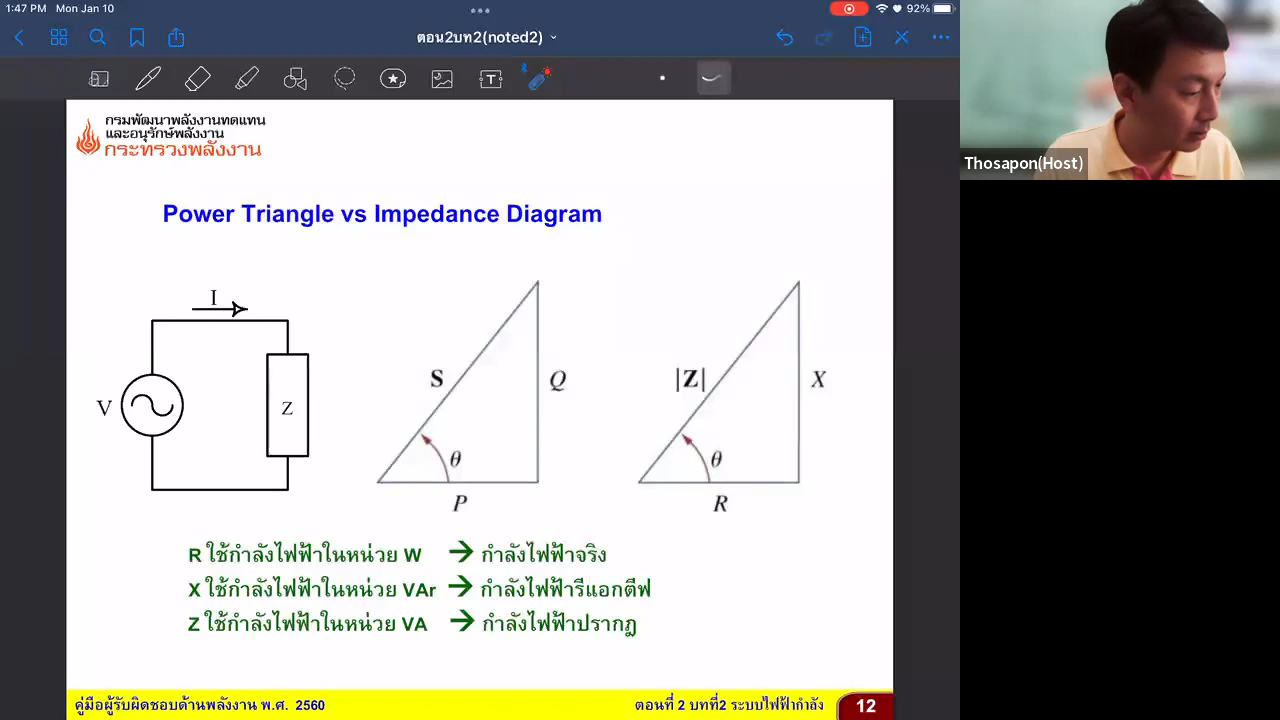 1:47 PM Mon Jan 10
92%
ตอน2บท2(noted2)
T
กรมพัฒนาพลังงานทดแทน
และอนุรักษ์พลังงาน
กระทรวงพลังงาน
Thosapon(Host)
Power Triangle vs Impedance Diagram
I
V
Z
S
Q
θ
P
|Z|
X
θ
R
R ใช้กำลังไฟฟ้าในหน่วย W → กำลังไฟฟ้าจริง
X ใช้กำลังไฟฟ้าในหน่วย VAr → กำลังไฟฟ้ารีแอกตีฟ
Z ใช้กำลังไฟฟ้าในหน่วย VA → กำลังไฟฟ้าปรากฎ
คู่มือผู้รับผิดชอบด้านพลังงาน พ.ศ. 2560
ตอนที่ 2 บทที่2 ระบบไฟฟ้ากำลัง
12